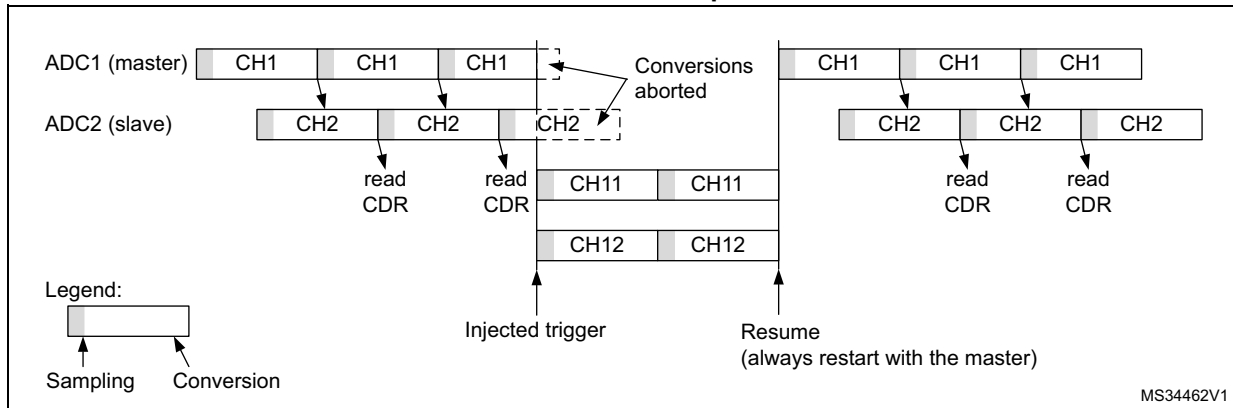 ADC1 (master) CH1 CH1 CH1 CH1 CH1 CH1
Conversions
aborted
ADC2 (slave) CH2 CH2 CH2 CH2 CH2 CH2
read read read read
CDR CDR CDR CDR
CH11 CH11
CH12 CH12
Legend:
Injected trigger
Resume
(always restart with the master)
Sampling Conversion
MS34462V1